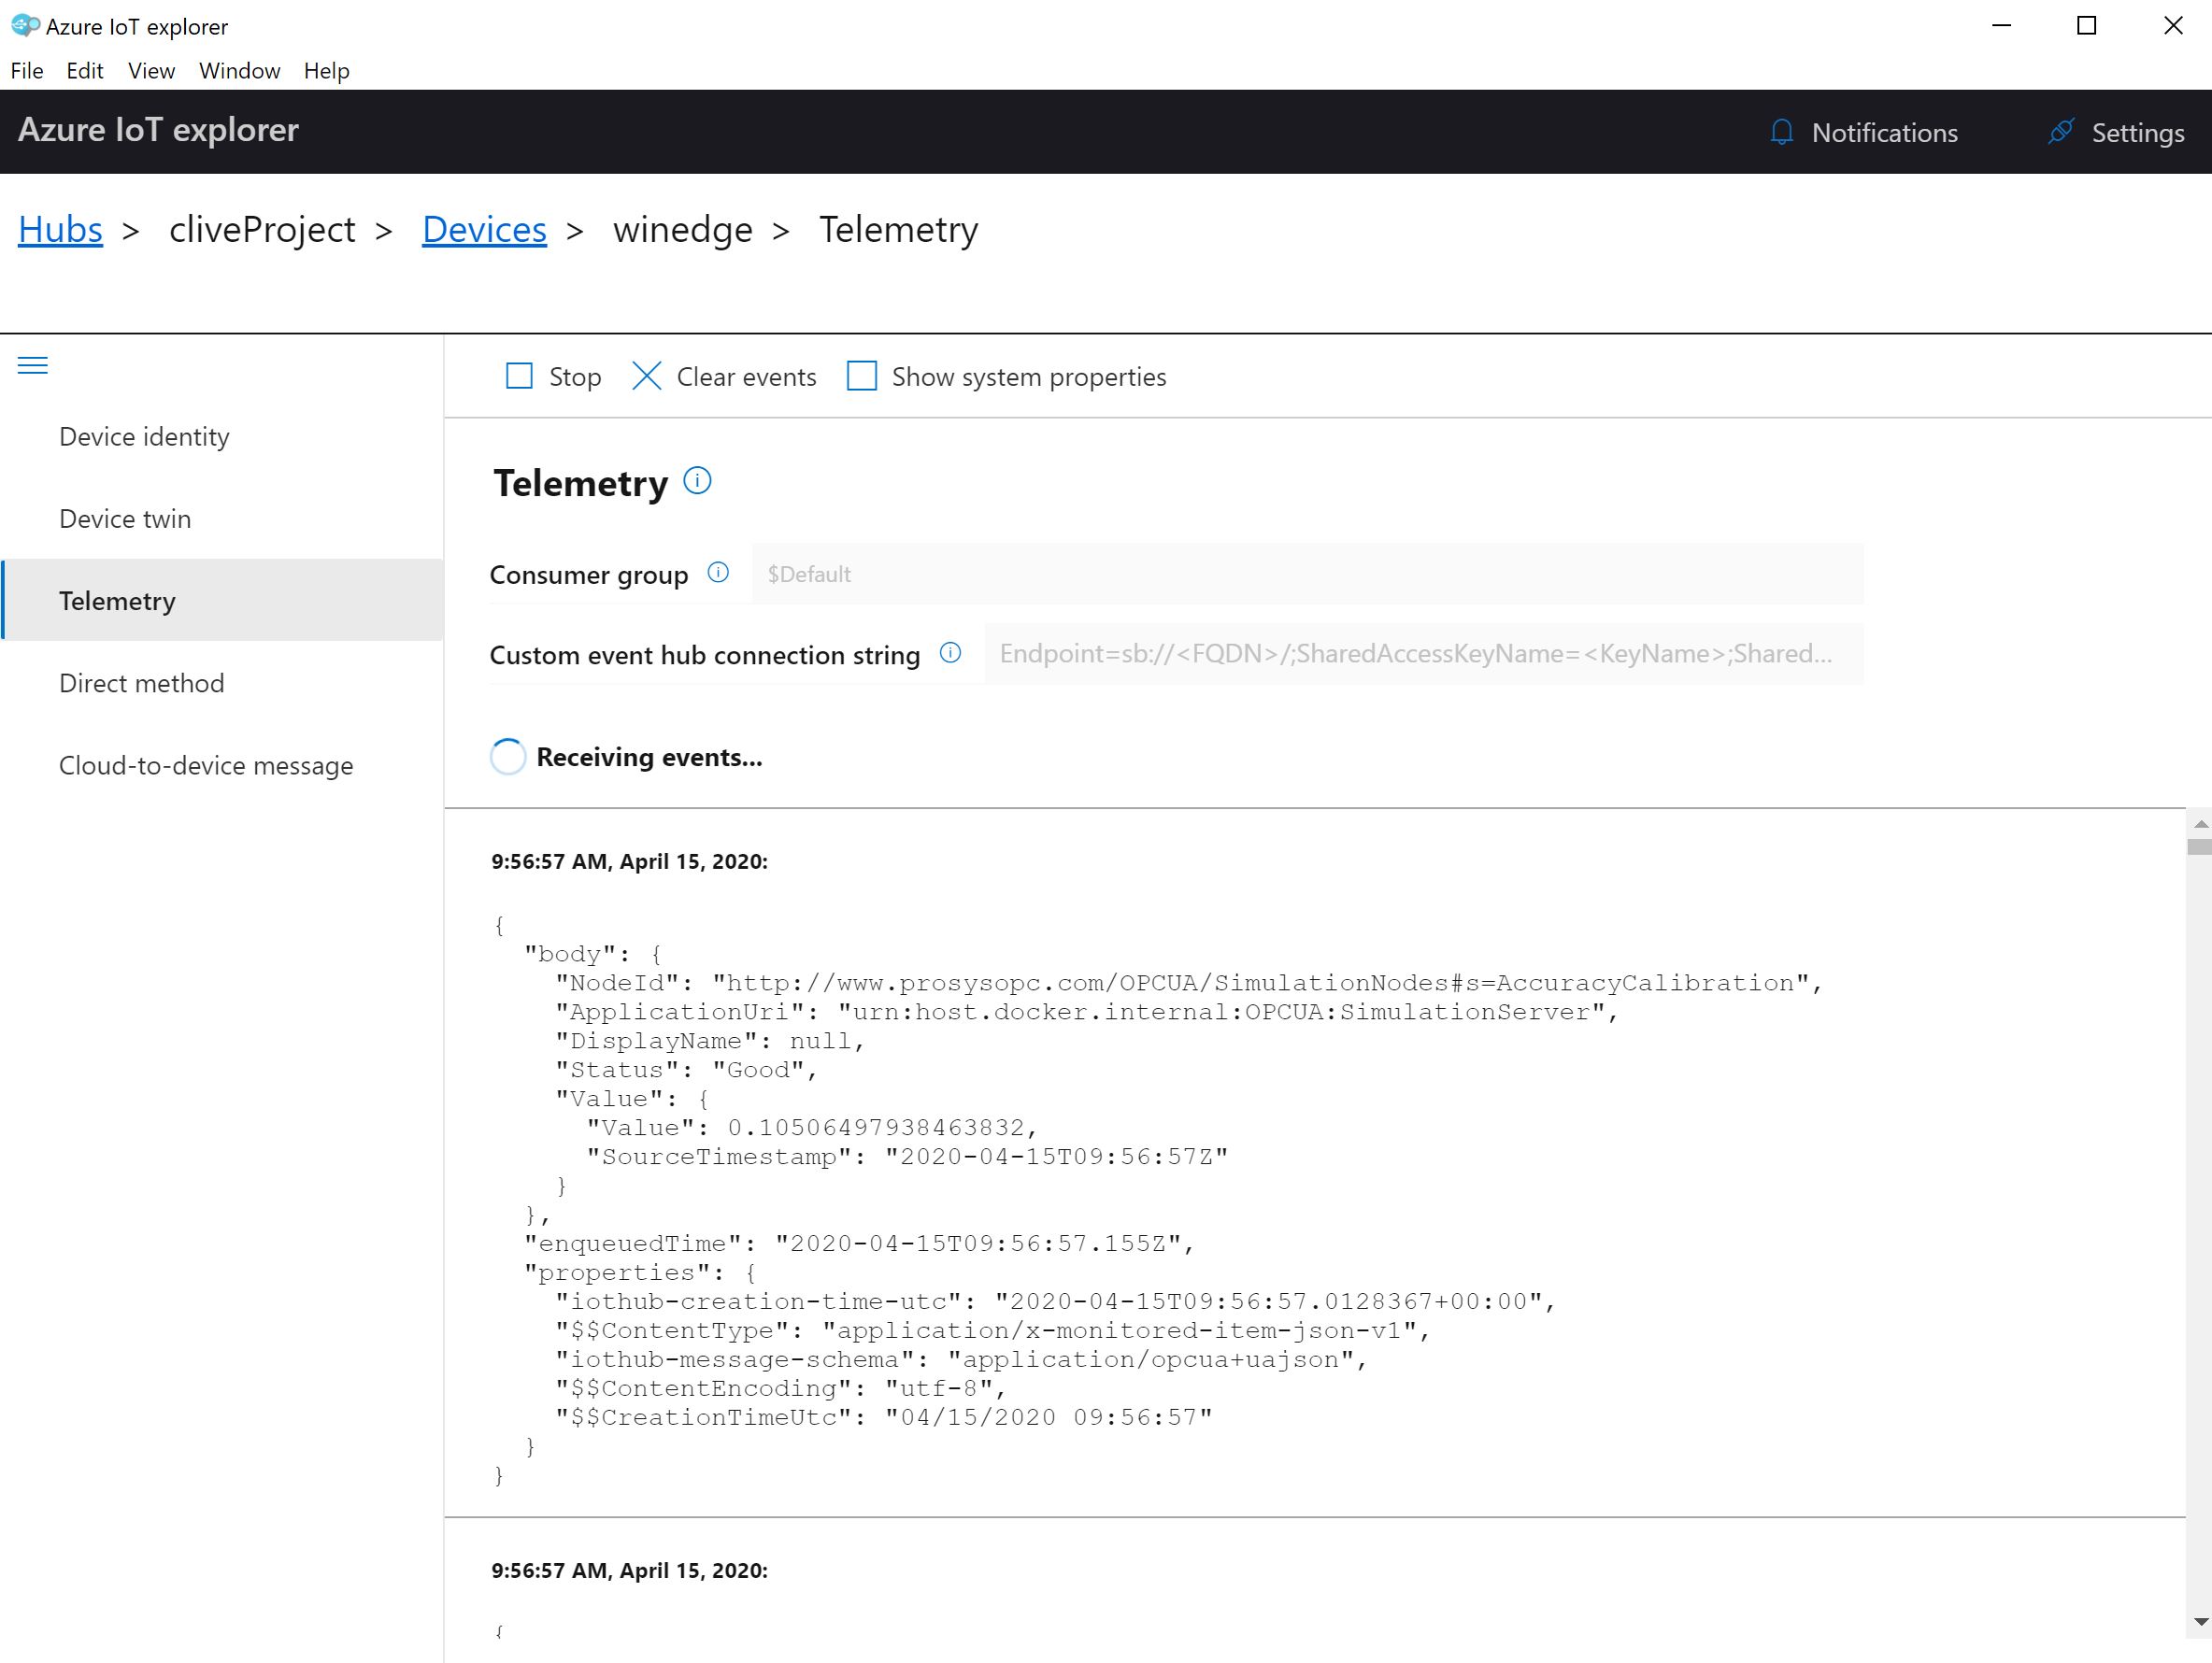 Azure IoT explorer
File Edit View Window Help
Azure IoT explorer Notifications Settings
Hubs > cliveProject > Devices > winedge > Telemetry
Stop Clear events Show system properties
Device identity
Device twin
Telemetry
Direct method
Cloud-to-device message
Telemetry
Consumer group $Default
Custom event hub connection string Endpoint=sb://<FQDN>/;SharedAccessKeyName=<KeyName>;Shared...
Receiving events...
9:56:57 AM, April 15, 2020:
{
  "body": {
    "NodeId": "http://www.prosysopc.com/OPCUA/SimulationNodes#s=AccuracyCalibration",
    "ApplicationUri": "urn:host.docker.internal:OPCUA:SimulationServer",
    "DisplayName": null,
    "Status": "Good",
    "Value": {
      "Value": 0.10506497938463832,
      "SourceTimestamp": "2020-04-15T09:56:57Z"
    }
  },
  "enqueuedTime": "2020-04-15T09:56:57.155Z",
  "properties": {
    "iothub-creation-time-utc": "2020-04-15T09:56:57.0128367+00:00",
    "$$ContentType": "application/x-monitored-item-json-v1",
    "iothub-message-schema": "application/opcua+uajson",
    "$$ContentEncoding": "utf-8",
    "$$CreationTimeUtc": "04/15/2020 09:56:57"
  }
}
9:56:57 AM, April 15, 2020:
{